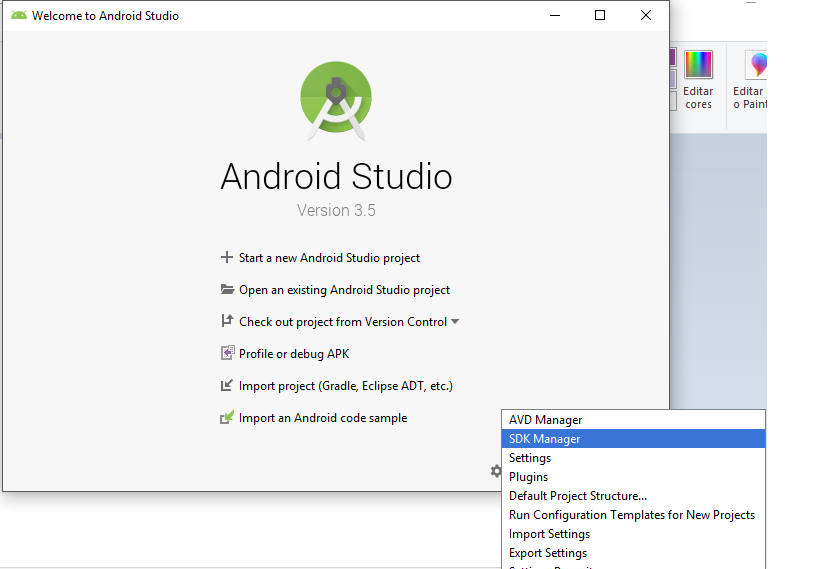 Welcome to Android Studio
Editar
cores
Editar
o Paint
Android Studio
Version 3.5
Start a new Android Studio project
Open an existing Android Studio project
Check out project from Version Control
Profile or debug APK
Import project (Gradle, Eclipse ADT, etc.)
Import an Android code sample
AVD Manager
SDK Manager
Settings
Plugins
Default Project Structure...
Run Configuration Templates for New Projects
Import Settings
Export Settings